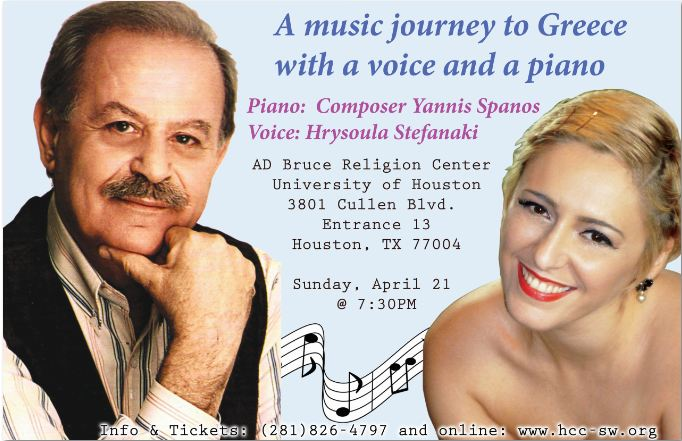 A music journey to Greece
with a voice and a piano
Piano: Composer Yannis Spanos
Voice: Hrysoula Stefanaki
AD Bruce Religion Center
University of Houston
3801 Cullen Blvd.
Entrance 13
Houston, TX 77004
Sunday, April 21
@ 7:30PM
Info & Tickets: (281)826-4797 and online: www.hcc-sw.org